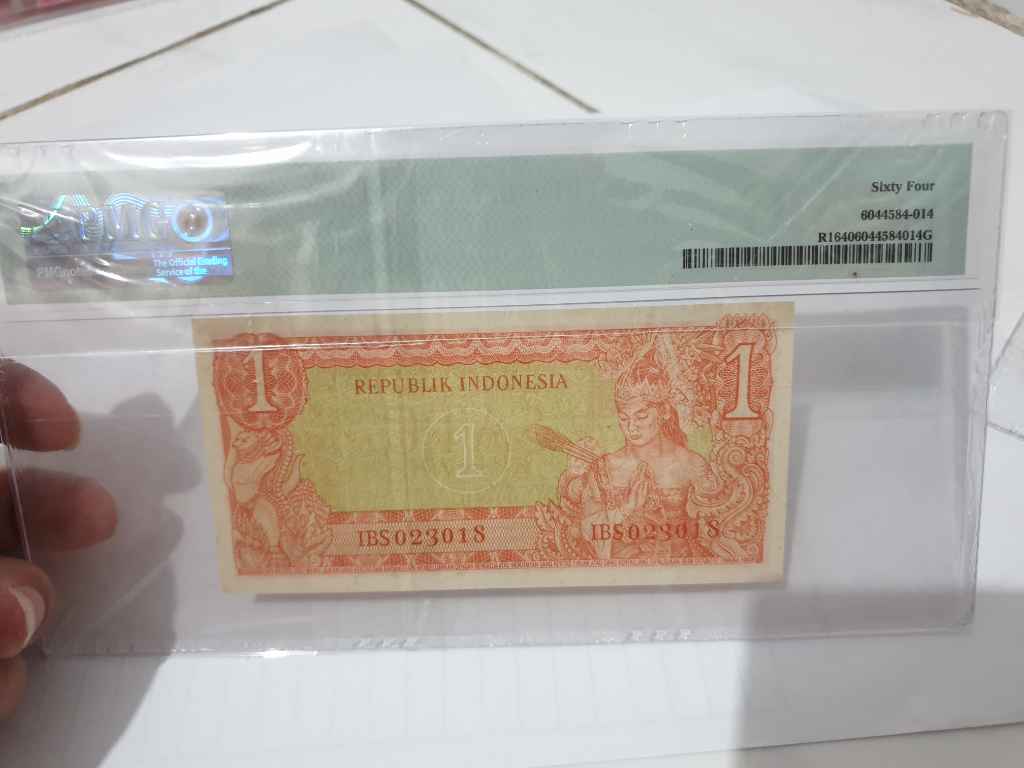 Sixty Four
6044584-014
R16406044584014G
PMG
The Official Grading
Service of the
REPUBLIK INDONESIA
1
1
1
IBS023018
IBS023018